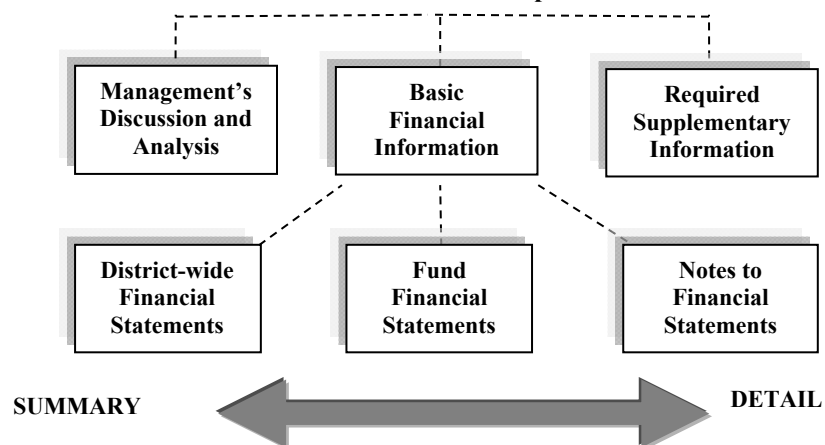 Management’s
Discussion and
Analysis
Basic
Financial
Information
Required
Supplementary
Information
District-wide
Financial
Statements
Fund
Financial
Statements
Notes to
Financial
Statements
SUMMARY
DETAIL